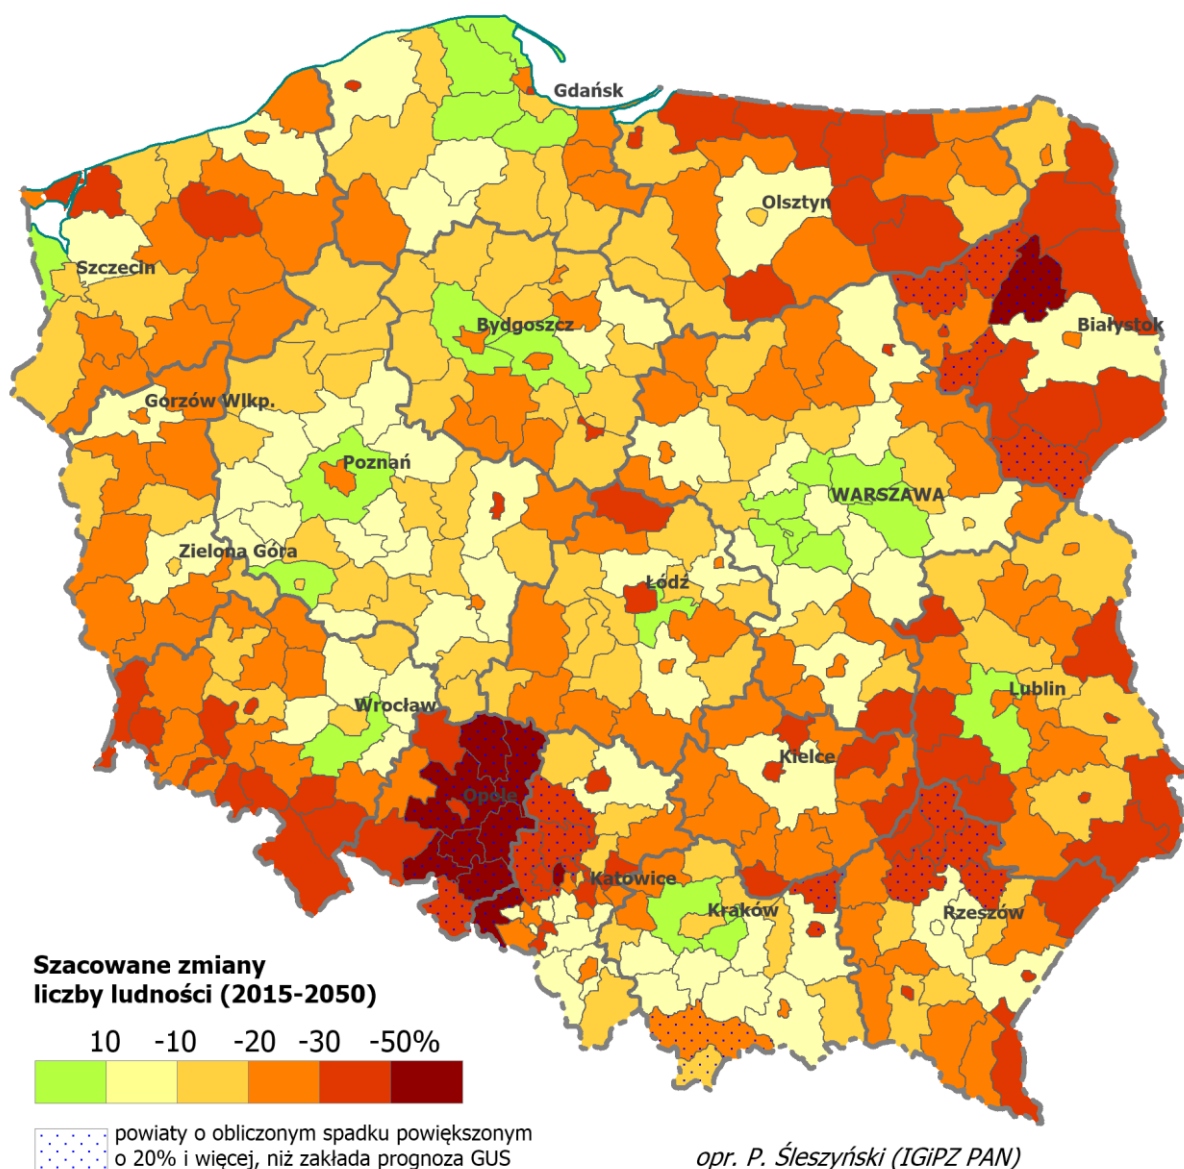 Gdańsk
Olsztyn
Szczecin
Bydgoszcz
Białystok
Gorzów Wlkp.
Poznań
WARSZAWA
Zielona Góra
Łódź
Lublin
Wrocław
Kielce
Opole
Katowice
Kraków
Rzeszów
Szacowane zmiany
liczby ludności (2015-2050)
10 -10 -20 -30 -50%
powiaty o obliczonym spadku powiększonym
o 20% i więcej, niż zakłada prognoza GUS
opr. P. Śleszyński (IGiPZ PAN)